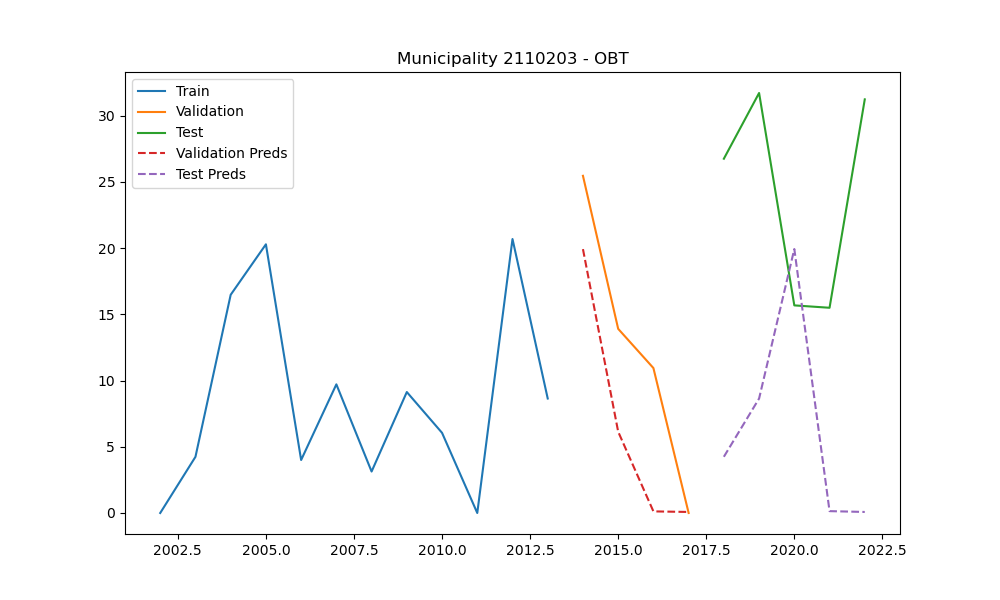 Municipality 2110203 - OBT
Train
Validation
Test
Validation Preds
Test Preds
30
25
20
15
10
5
0
2002.5 2005.0 2007.5 2010.0 2012.5 2015.0 2017.5 2020.0 2022.5